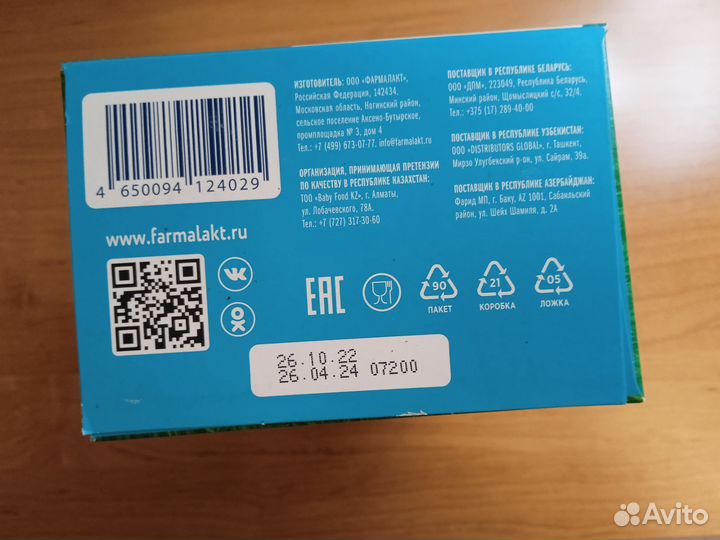 ИЗГОТОВИТЕЛЬ: ООО «ФАРМАЛАКТ»,
Российская Федерация, 142434,
Московская область, Ногинский район,
сельское поселение Аксено-Бутырское,
промплощадка № 3, дом 4
Тел.: +7 (499) 673-07-77. info@farmalakt.ru
ОРГАНИЗАЦИЯ, ПРИНИМАЮЩАЯ ПРЕТЕНЗИИ
ПО КАЧЕСТВУ В РЕСПУБЛИКЕ КАЗАХСТАН:
ТОО «Baby Food KZ», г. Алматы,
ул. Лобачевского, 78А.
Тел.: +7 (727) 317-30-60
ПОСТАВЩИК В РЕСПУБЛИКЕ БЕЛАРУСЬ:
ООО «ДПМ», 223049, Республика Беларусь,
Минский район, Щомыслицкий с/с, 32/4,
Тел.: +375 (17) 289-40-00
ПОСТАВЩИК В РЕСПУБЛИКЕ УЗБЕКИСТАН:
ООО «DISTRIBUTORS GLOBAL», г. Ташкент,
Мирзо Улугбекский р-он, ул. Сайрам, 39а.
ПОСТАВЩИК В РЕСПУБЛИКЕ АЗЕРБАЙДЖАН:
Фарид МП, г. Баку, AZ 1001, Сабаильский
район, ул. Шейх Шамиля, д. 2А
4 650094 124029
www.farmalakt.ru
EAC
90
ПАКЕТ
21
КОРОБКА
05
ЛОЖКА
26.10.22
26.04.24 07200
Avito